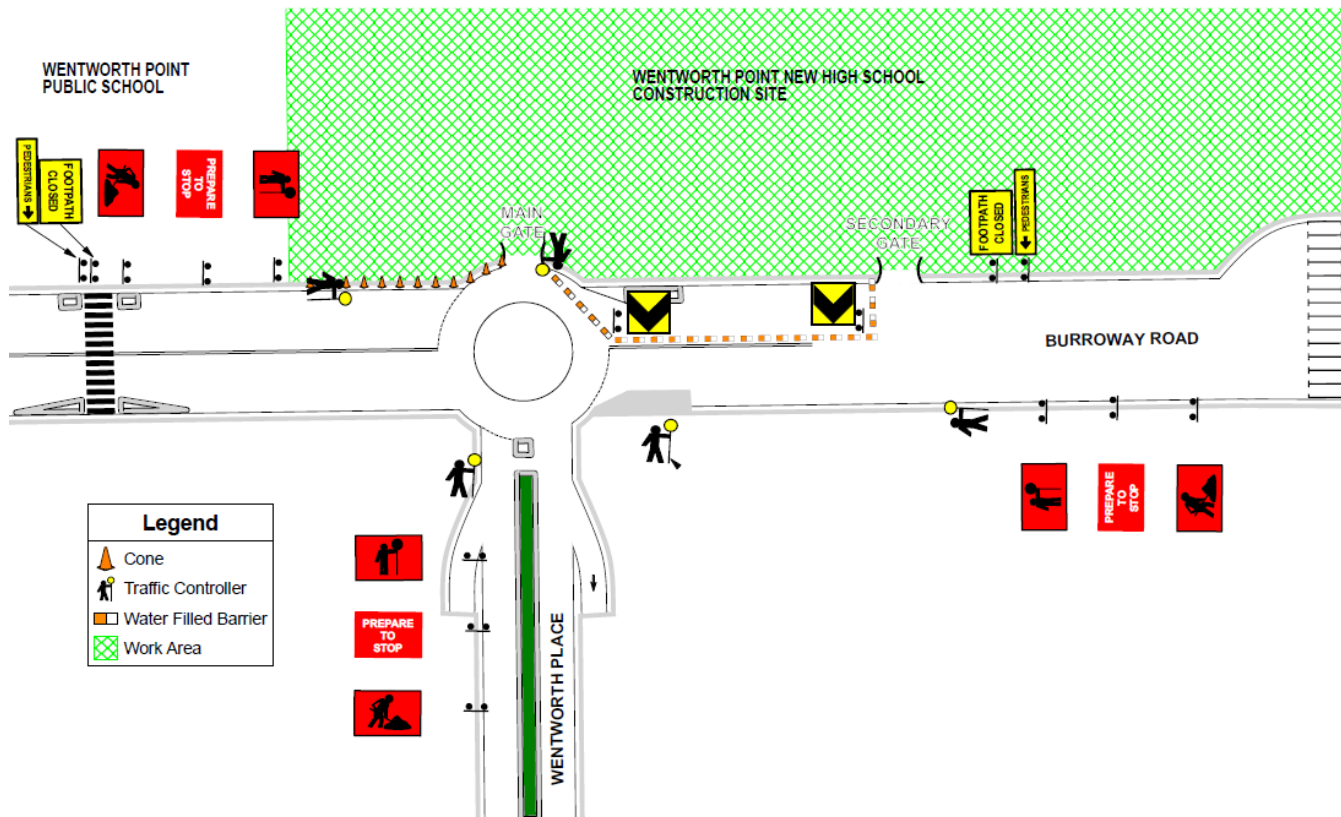 WENTWORTH POINT
PUBLIC SCHOOL
WENTWORTH POINT NEW HIGH SCHOOL
CONSTRUCTION SITE
PEDESTRIANS
FOOTPATH
CLOSED
PREPARE
TO
STOP
MAIN
GATE
SECONDARY
GATE
FOOTPATH
CLOSED
PEDESTRIANS
BURROWAY ROAD
PREPARE
TO
STOP
Legend
Cone
Traffic Controller
Water Filled Barrier
Work Area
PREPARE
TO
STOP
WENTWORTH PLACE